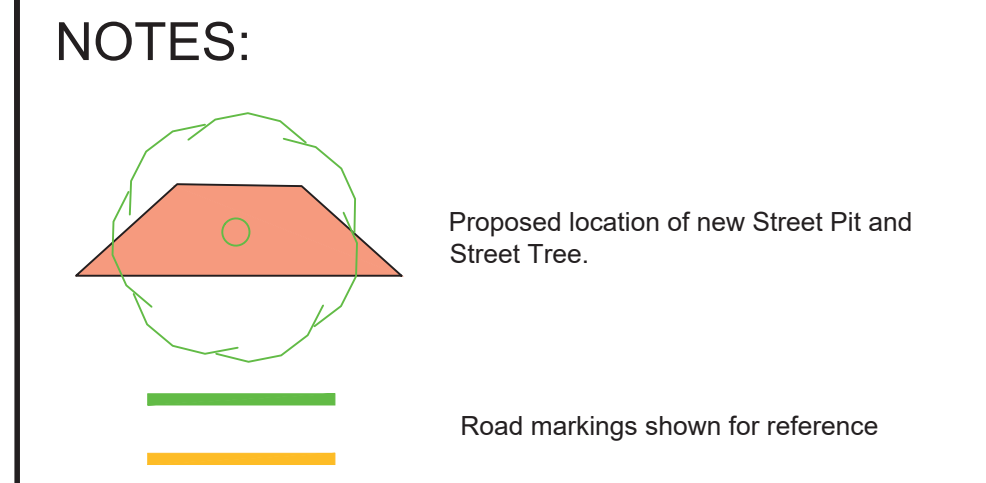 NOTES:
Proposed location of new Street Pit and
Street Tree.
Road markings shown for reference